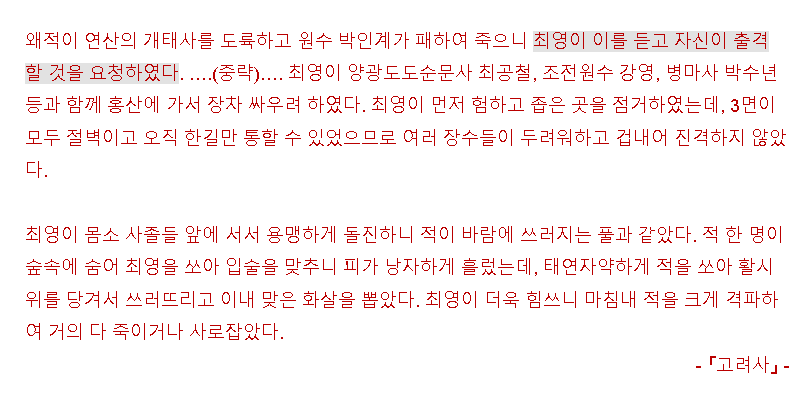 왜적이 연산의 개태사를 도륙하고 원수 박인계가 패하여 죽으니 최영이 이를 듣고 자신이 출격
할 것을 요청하였다. ....(중략).... 최영이 양광도도순문사 최공철, 조전원수 강영, 병마사 박수년
등과 함께 홍산에 가서 장차 싸우려 하였다. 최영이 먼저 험하고 좁은 곳을 점거하였는데, 3면이
모두 절벽이고 오직 한길만 통할 수 있었으므로 여러 장수들이 두려워하고 겁내어 진격하지 않았
다.
최영이 몸소 사졸들 앞에 서서 용맹하게 돌진하니 적이 바람에 쓰러지는 풀과 같았다. 적 한 명이
숲속에 숨어 최영을 쏘아 입술을 맞추니 피가 낭자하게 흘렀는데, 태연자약하게 적을 쏘아 활시
위를 당겨서 쓰러뜨리고 이내 맞은 화살을 뽑았다. 최영이 더욱 힘쓰니 마침내 적을 크게 격파하
여 거의 다 죽이거나 사로잡았다.
- ｢고려사｣ -